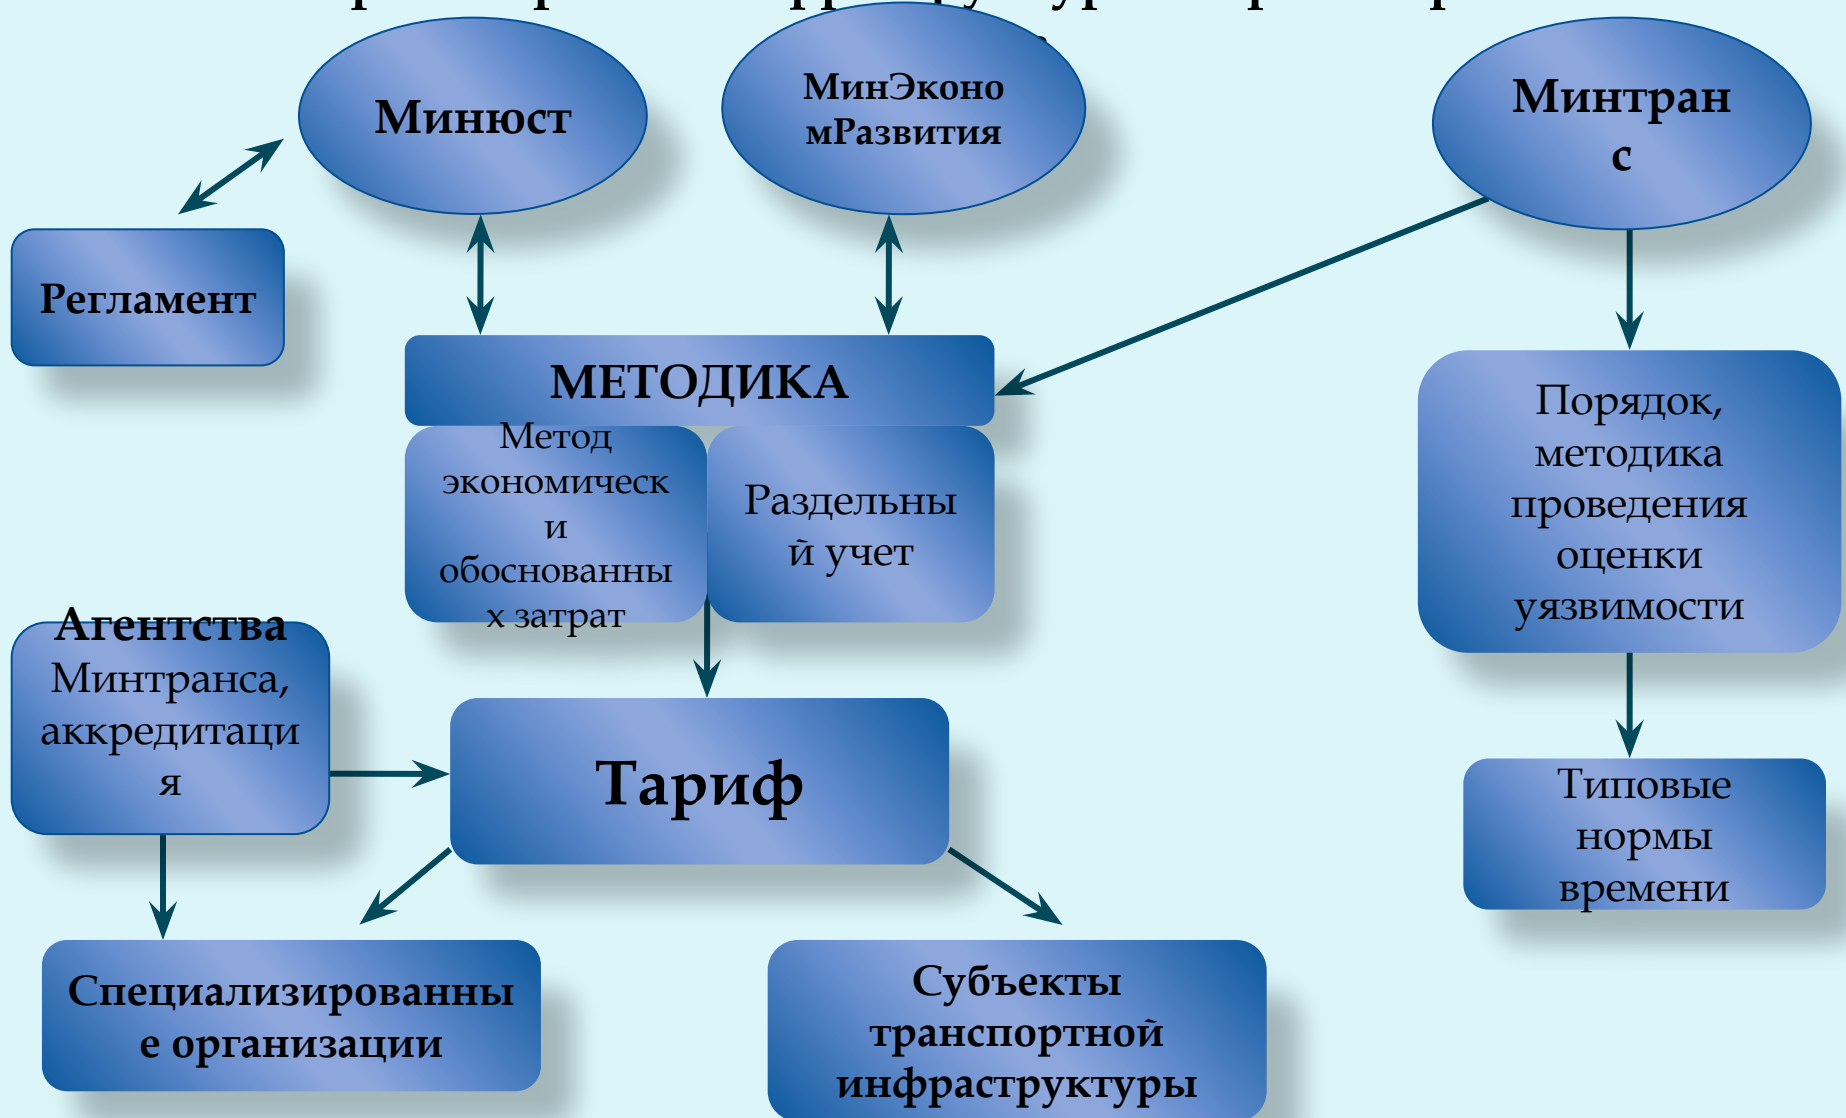 Минюст
МинЭконо
мРазвития
Минтран
с
Регламент
МЕТОДИКА
Метод
экономическ
и
обоснованны
х затрат
Раздельны
й учет
Порядок,
методика
проведения
оценки
уязвимости
Агентства
Минтранса,
аккредитаци
я
Тариф
Типовые
нормы
времени
Специализированны
е организации
Субъекты
транспортной
инфраструктуры